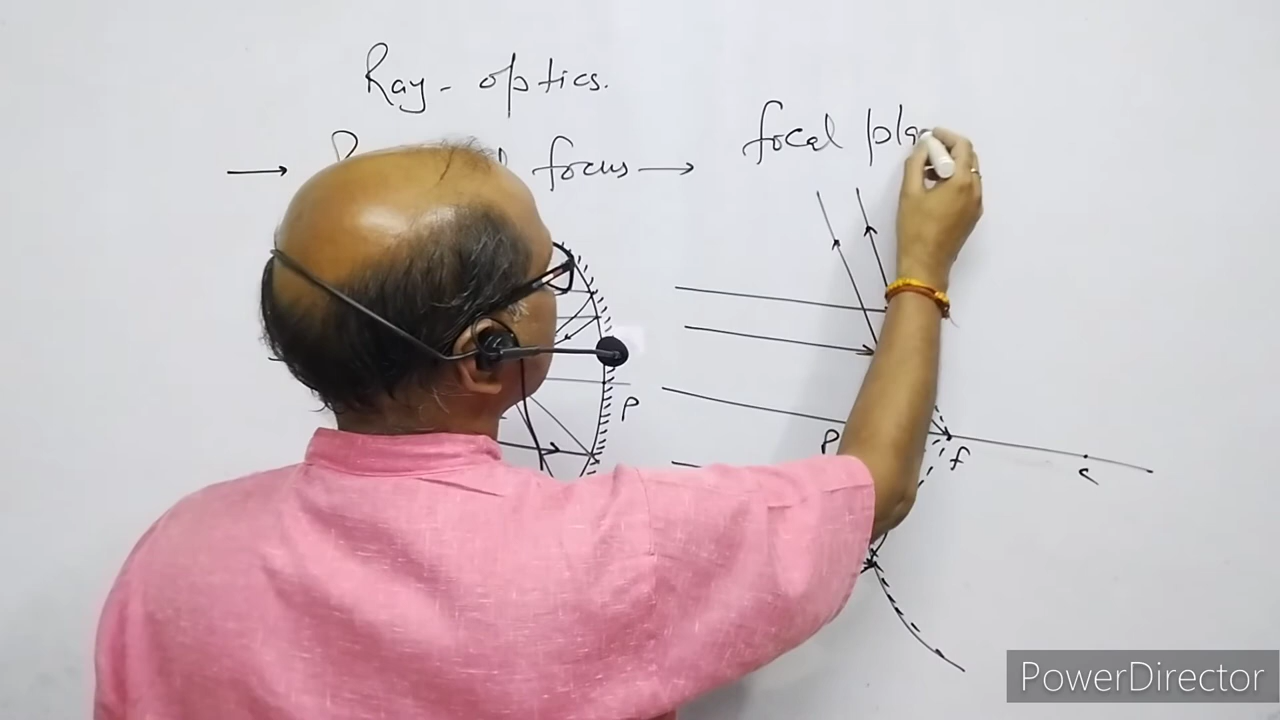 Ray - optics.
→ focus → focal pla
P
P
f
c
PowerDirector